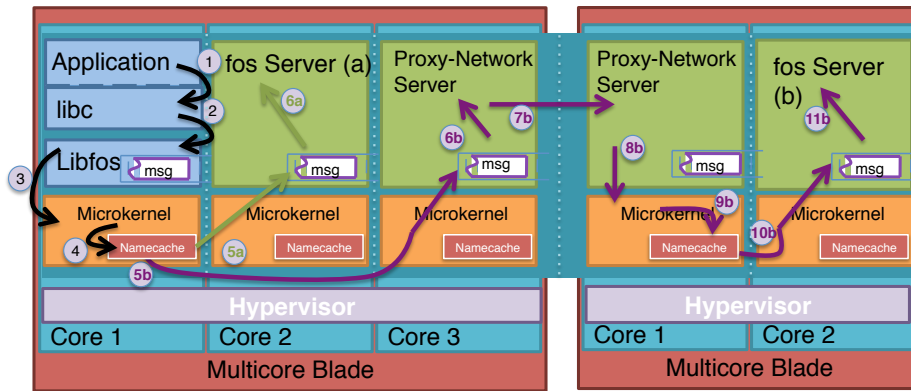 Application
1
libc
2
Libfos
msg
3
Microkernel
4
Namecache
5b
fos Server (a)
6a
msg
Microkernel
5a
Namecache
Proxy-Network
Server
6b
7b
msg
Microkernel
Namecache
Hypervisor
Core 1
Core 2
Core 3
Multicore Blade
Proxy-Network
Server
8b
msg
Microkernel
9b
Namecache
10b
fos Server
(b)
11b
msg
Microkernel
Namecache
Hypervisor
Core 1
Core 2
Multicore Blade